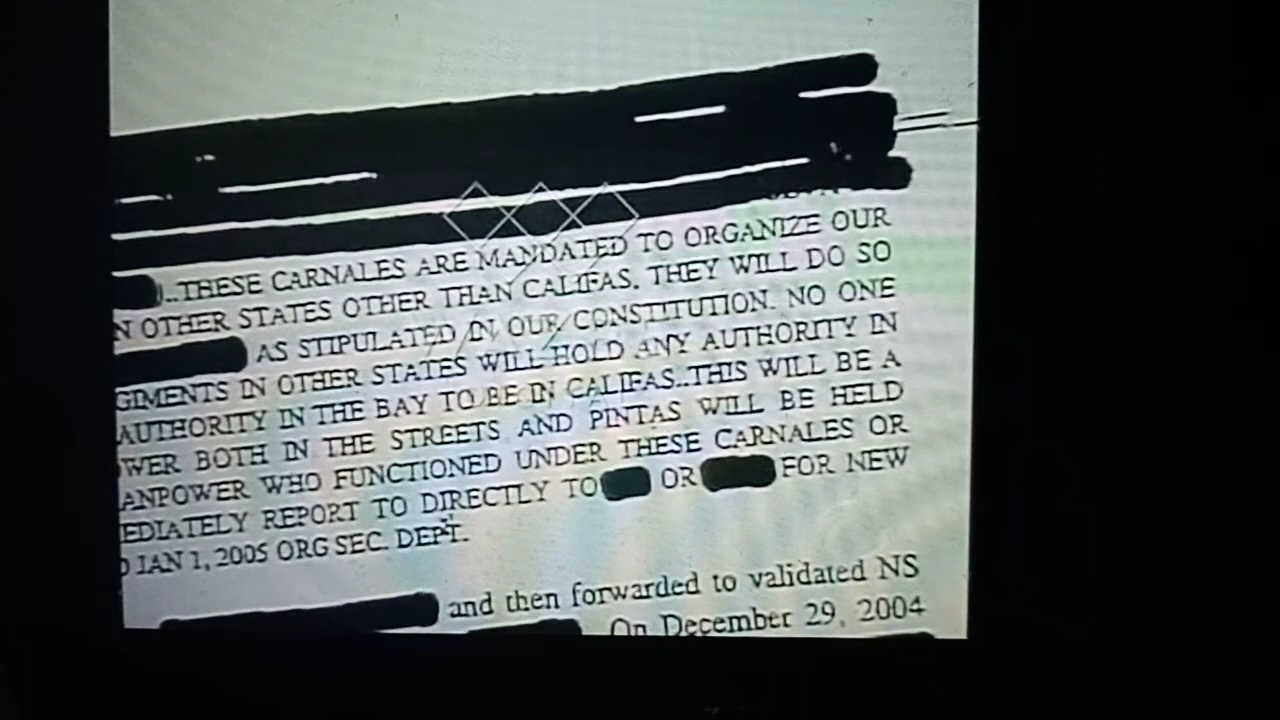 ..THESE CARNALES ARE MANDATED TO ORGANIZE OUR
N OTHER STATES OTHER THAN CALIFAS. THEY WILL DO SO
AS STIPULATED IN OUR CONSTITUTION. NO ONE
GIMENTS IN OTHER STATES WILL HOLD ANY AUTHORITY IN
AUTHORITY IN THE BAY TO BE IN CALIFAS..THIS WILL BE A
WER BOTH IN THE STREETS AND PINTAS WILL BE HELD
ANPOWER WHO FUNCTIONED UNDER THESE CARNALES OR
EDIATELY REPORT TO DIRECTLY TO OR FOR NEW
D JAN 1, 2005 ORG SEC. DEPT.
and then forwarded to validated NS
On December 29, 2004